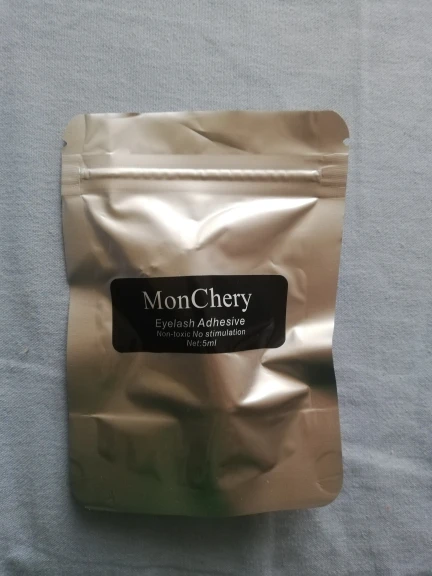 MonChery
Eyelash Adhesive
Non-toxic No stimulation
Net:5ml